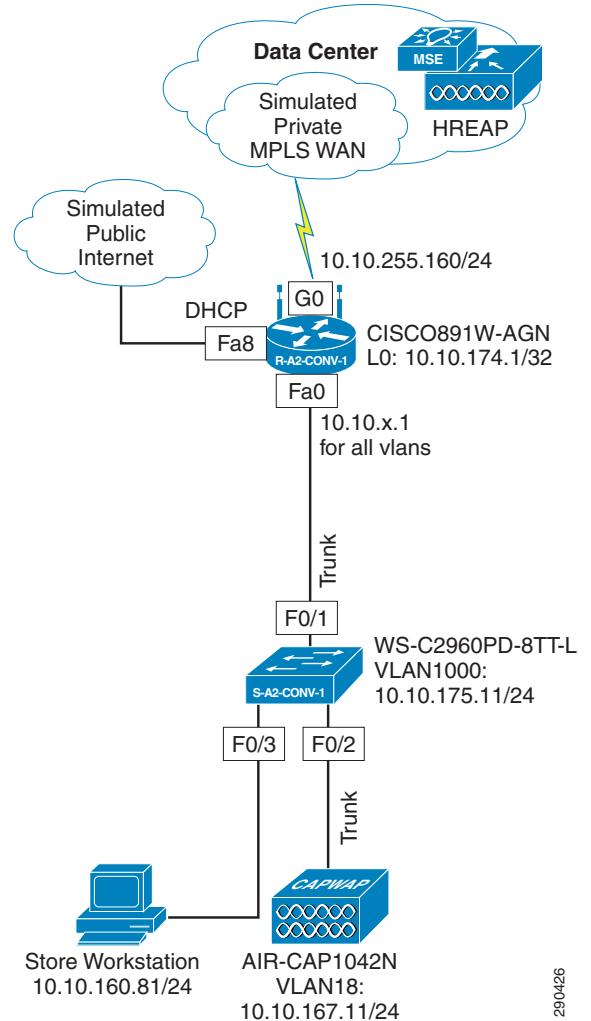 Data Center
MSE
HREAP
Simulated
Private
MPLS WAN
Simulated
Public
Internet
10.10.255.160/24
DHCP
G0
Fa8
R-A2-CONV-1
CISCO891W-AGN
L0: 10.10.174.1/32
Fa0
10.10.x.1
for all vlans
Trunk
F0/1
S-A2-CONV-1
WS-C2960PD-8TT-L
VLAN1000:
10.10.175.11/24
F0/3
F0/2
Trunk
CAPWAP
Store Workstation
10.10.160.81/24
AIR-CAP1042N
VLAN18:
10.10.167.11/24
290426